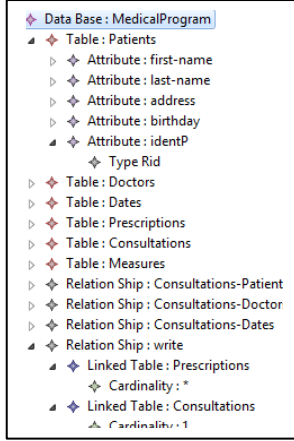 Data Base : MedicalProgram
Table : Patients
Attribute : first-name
Attribute : last-name
Attribute : address
Attribute : birthday
Attribute : identP
Type Rid
Table : Doctors
Table : Dates
Table : Prescriptions
Table : Consultations
Table : Measures
Relation Ship : Consultations-Patient
Relation Ship : Consultations-Doctor
Relation Ship : Consultations-Dates
Relation Ship : write
Linked Table : Prescriptions
Cardinality : *
Linked Table : Consultations
Cardinality : 1